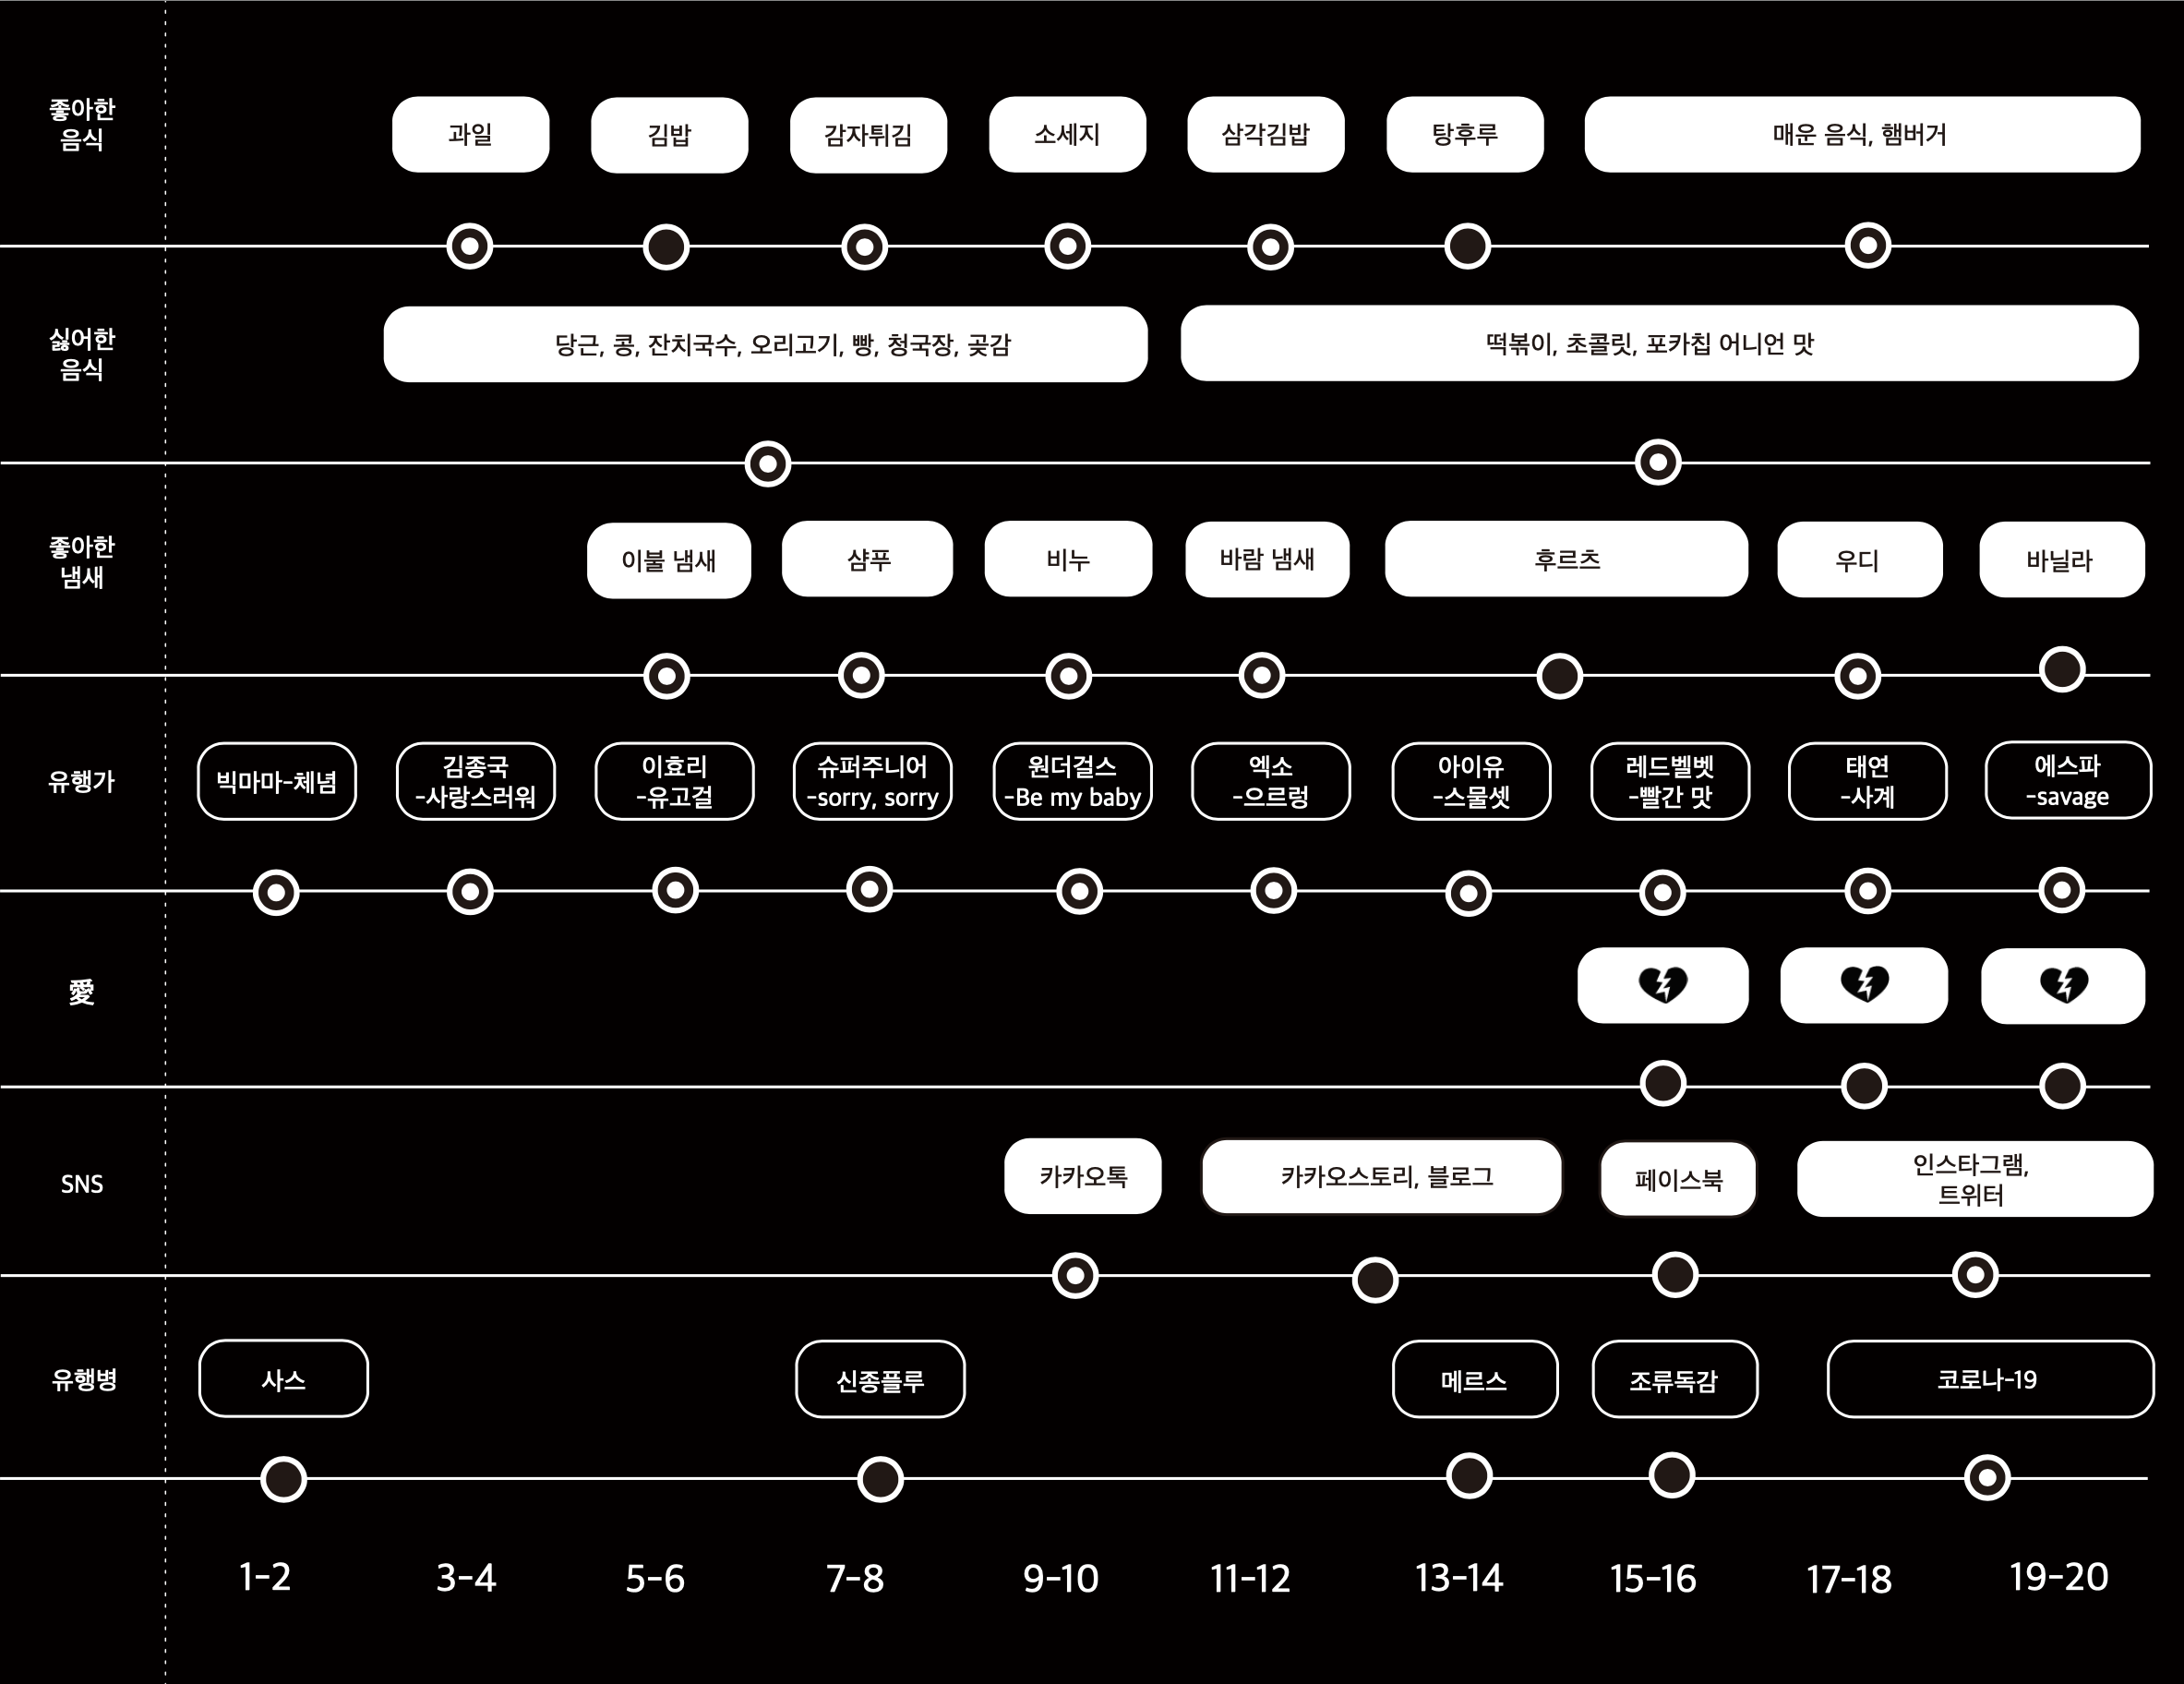 좋아한
음식
과일
김밥
감자튀김
소세지
삼각김밥
탕후루
매운 음식, 햄버거
싫어한
음식
당근, 콩, 잔치국수, 오리고기, 빵, 청국장, 곶감
떡볶이, 초콜릿, 포카칩 어니언 맛
좋아한
냄새
이불 냄새
샴푸
비누
바람 냄새
후르츠
우디
바닐라
유행가
빅마마-체념
김종국
-사랑스러워
이효리
-유고걸
슈퍼주니어
-sorry, sorry
원더걸스
-Be my baby
엑소
-으르렁
아이유
-스물셋
레드벨벳
-빨간 맛
태연
-사계
에스파
-savage
愛
SNS
카카오톡
카카오스토리, 블로그
페이스북
인스타그램,
트위터
유행병
사스
신종플루
메르스
조류독감
코로나-19
1-2
3-4
5-6
7-8
9-10
11-12
13-14
15-16
17-18
19-20